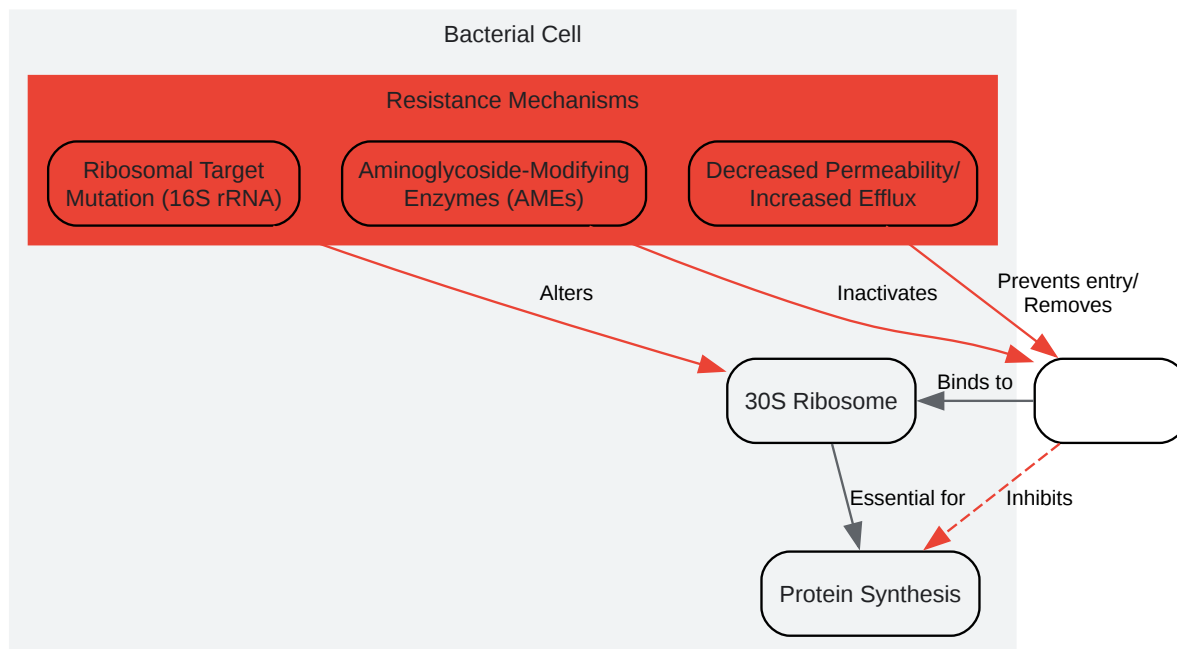 Bacterial Cell
Resistance Mechanisms
Ribosomal Target
Mutation (16S rRNA)
Aminoglycoside-Modifying
Enzymes (AMEs)
Decreased Permeability/
Increased Efflux
Alters
Inactivates
Prevents entry/
Removes
30S Ribosome
Binds to
Essential for
Inhibits
Protein Synthesis